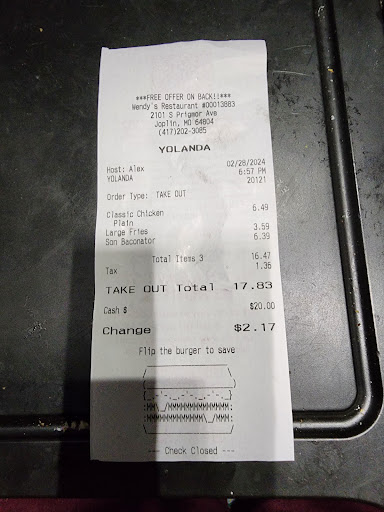 ***FREE OFFER ON BACK!!***
Wendy's Restaurant #00013883
2101 S Prigmor Ave
Joplin, MO 64804
(417)202-3085
YOLANDA
Host: Alex 02/28/2024
YOLANDA 6:57 PM
20121
Order Type: TAKE OUT
Classic Chicken 6.49
Plain
Large Fries 3.59
Son Baconator 6.39
Total Items 3 16.47
Tax 1.36
TAKE OUT Total 17.83
Cash $ $20.00
Change $2.17
Flip the burger to save
--- Check Closed ---